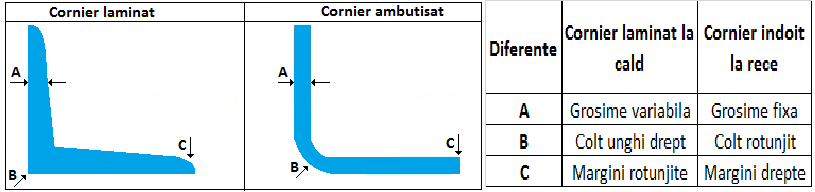 Cornier laminat
Cornier ambutisat
A
B
C
A
B
C
Diferente
Cornier laminat la cald
Cornier indoit la rece
A
Grosime variabila
Grosime fixa
B
Colt unghi drept
Colt rotunjit
C
Margini rotunjite
Margini drepte